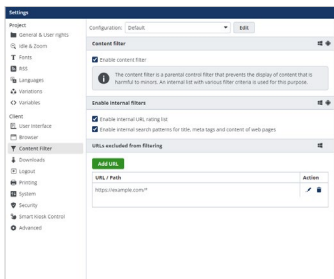 Settings
Project
General & User rights
Idle & Zoom
Fonts
RSS
Languages
Variations
Variables
Client
User Interface
Browser
Content Filter
Downloads
Logout
Printing
System
Security
Smart Kiosk Control
Advanced
Configuration: Default Edit
Content filter
Enable content filter
The content filter is a parental control filter that prevents the display of content that is
harmful to minors. An internal list with various filter criteria is used for this purpose.
Enable internal filters
Enable internal URL rating list
Enable internal search patterns for title, meta tags and content of web pages
URLs excluded from filtering
Add URL
URL / Path Action
https://example.com/*